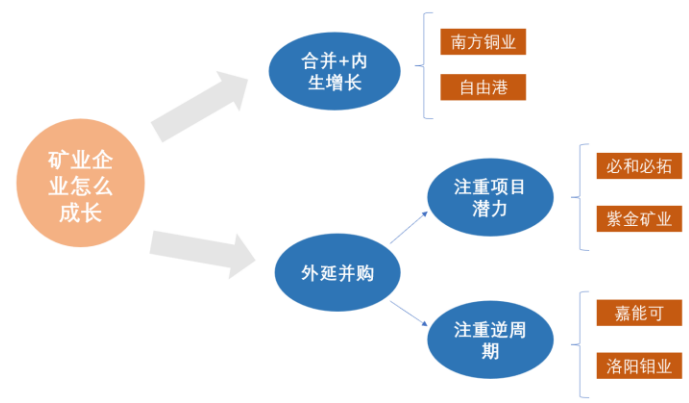 矿业企
业怎么
成长
合并+内
生增长
南方铜业
自由港
外延并购
注重项目
潜力
必和必拓
紫金矿业
注重逆周
期
嘉能可
洛阳钼业